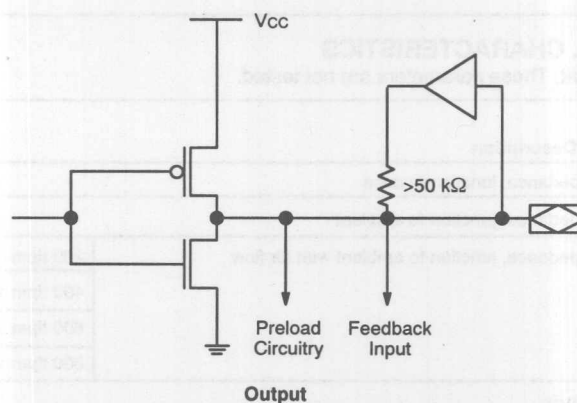 Vcc
>50 kΩ
Preload
Circuitry
Feedback
Input
Output